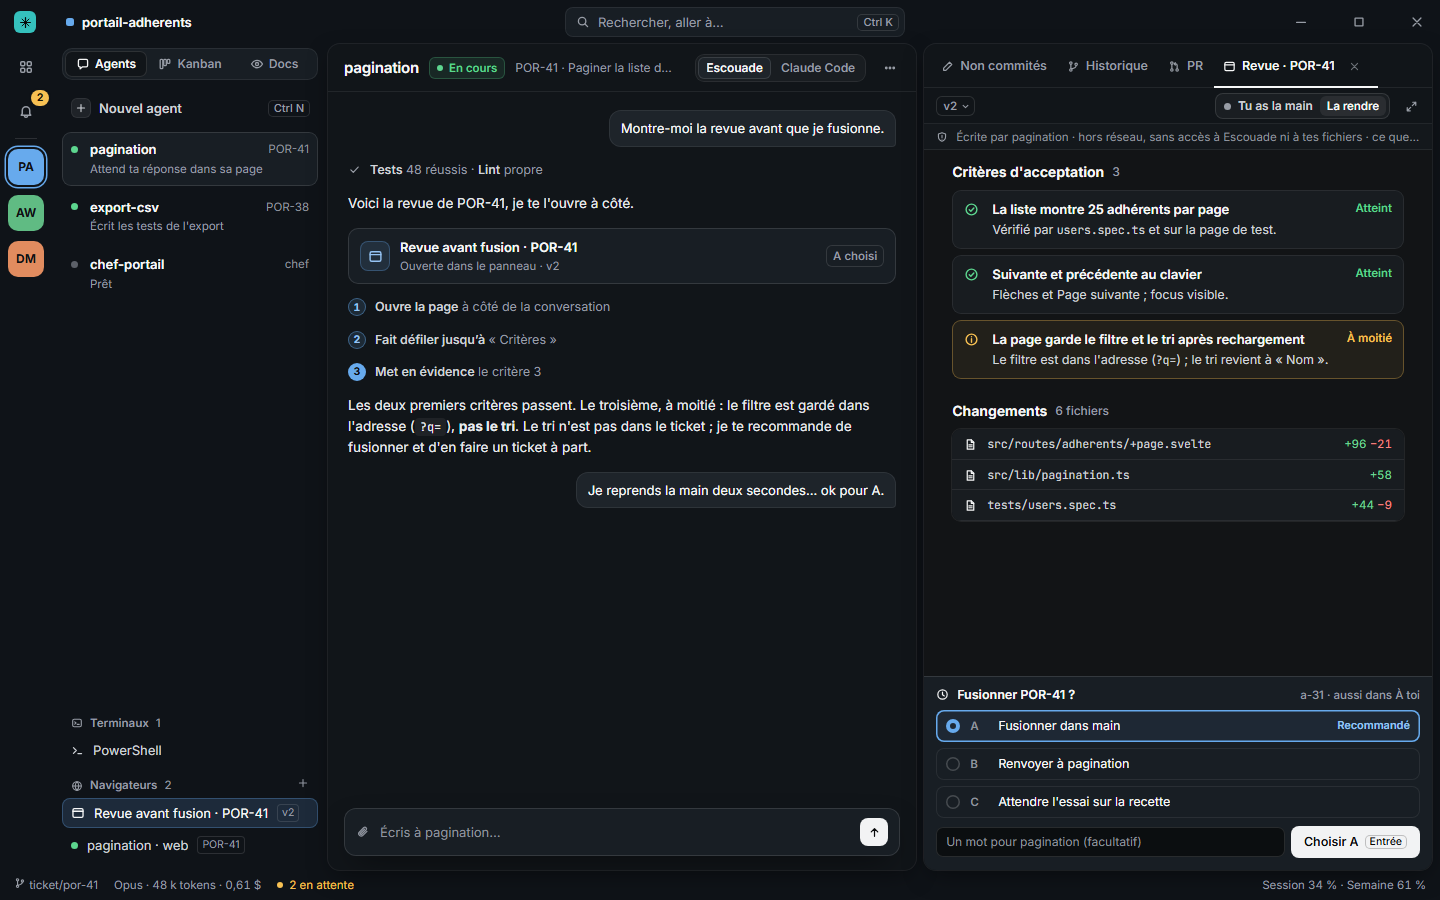 portail-adherents
Rechercher, aller à...
Ctrl K
2
PA
AW
DM
Agents
Kanban
Docs
Nouvel agent
Ctrl N
pagination
POR-41
Attend ta réponse dans sa page
export-csv
POR-38
Écrit les tests de l'export
chef-portail
chef
Prêt
Terminaux 1
PowerShell
Navigateurs 2
Revue avant fusion · POR-41
v2
pagination · web
POR-41
pagination
En cours
POR-41 · Paginer la liste d...
Escouade
Claude Code
Montre-moi la revue avant que je fusionne.
Tests 48 réussis · Lint propre
Voici la revue de POR-41, je te l'ouvre à côté.
Revue avant fusion · POR-41
Ouverte dans le panneau · v2
A choisi
1 Ouvre la page à côté de la conversation
2 Fait défiler jusqu'à « Critères »
3 Met en évidence le critère 3
Les deux premiers critères passent. Le troisième, à moitié : le filtre est gardé dans
l'adresse ( ?q= ), pas le tri. Le tri n'est pas dans le ticket ; je te recommande de
fusionner et d'en faire un ticket à part.
Je reprends la main deux secondes... ok pour A.
Écris à pagination...
Non commités
Historique
PR
Revue · POR-41
v2
Tu as la main
La rendre
Écrite par pagination · hors réseau, sans accès à Escouade ni à tes fichiers · ce que...
Critères d'acceptation 3
La liste montre 25 adhérents par page
Atteint
Vérifié par users.spec.ts et sur la page de test.
Suivante et précédente au clavier
Atteint
Flèches et Page suivante ; focus visible.
La page garde le filtre et le tri après rechargement
À moitié
Le filtre est dans l'adresse (?q=) ; le tri revient à « Nom ».
Changements 6 fichiers
src/routes/adherents/+page.svelte
+96 −21
src/lib/pagination.ts
+58
tests/users.spec.ts
+44 −9
Fusionner POR-41 ?
a-31 · aussi dans À toi
A Fusionner dans main
Recommandé
B Renvoyer à pagination
C Attendre l'essai sur la recette
Un mot pour pagination (facultatif)
Choisir A
Entrée
ticket/por-41
Opus · 48 k tokens · 0,61 $
2 en attente
Session 34 % · Semaine 61 %